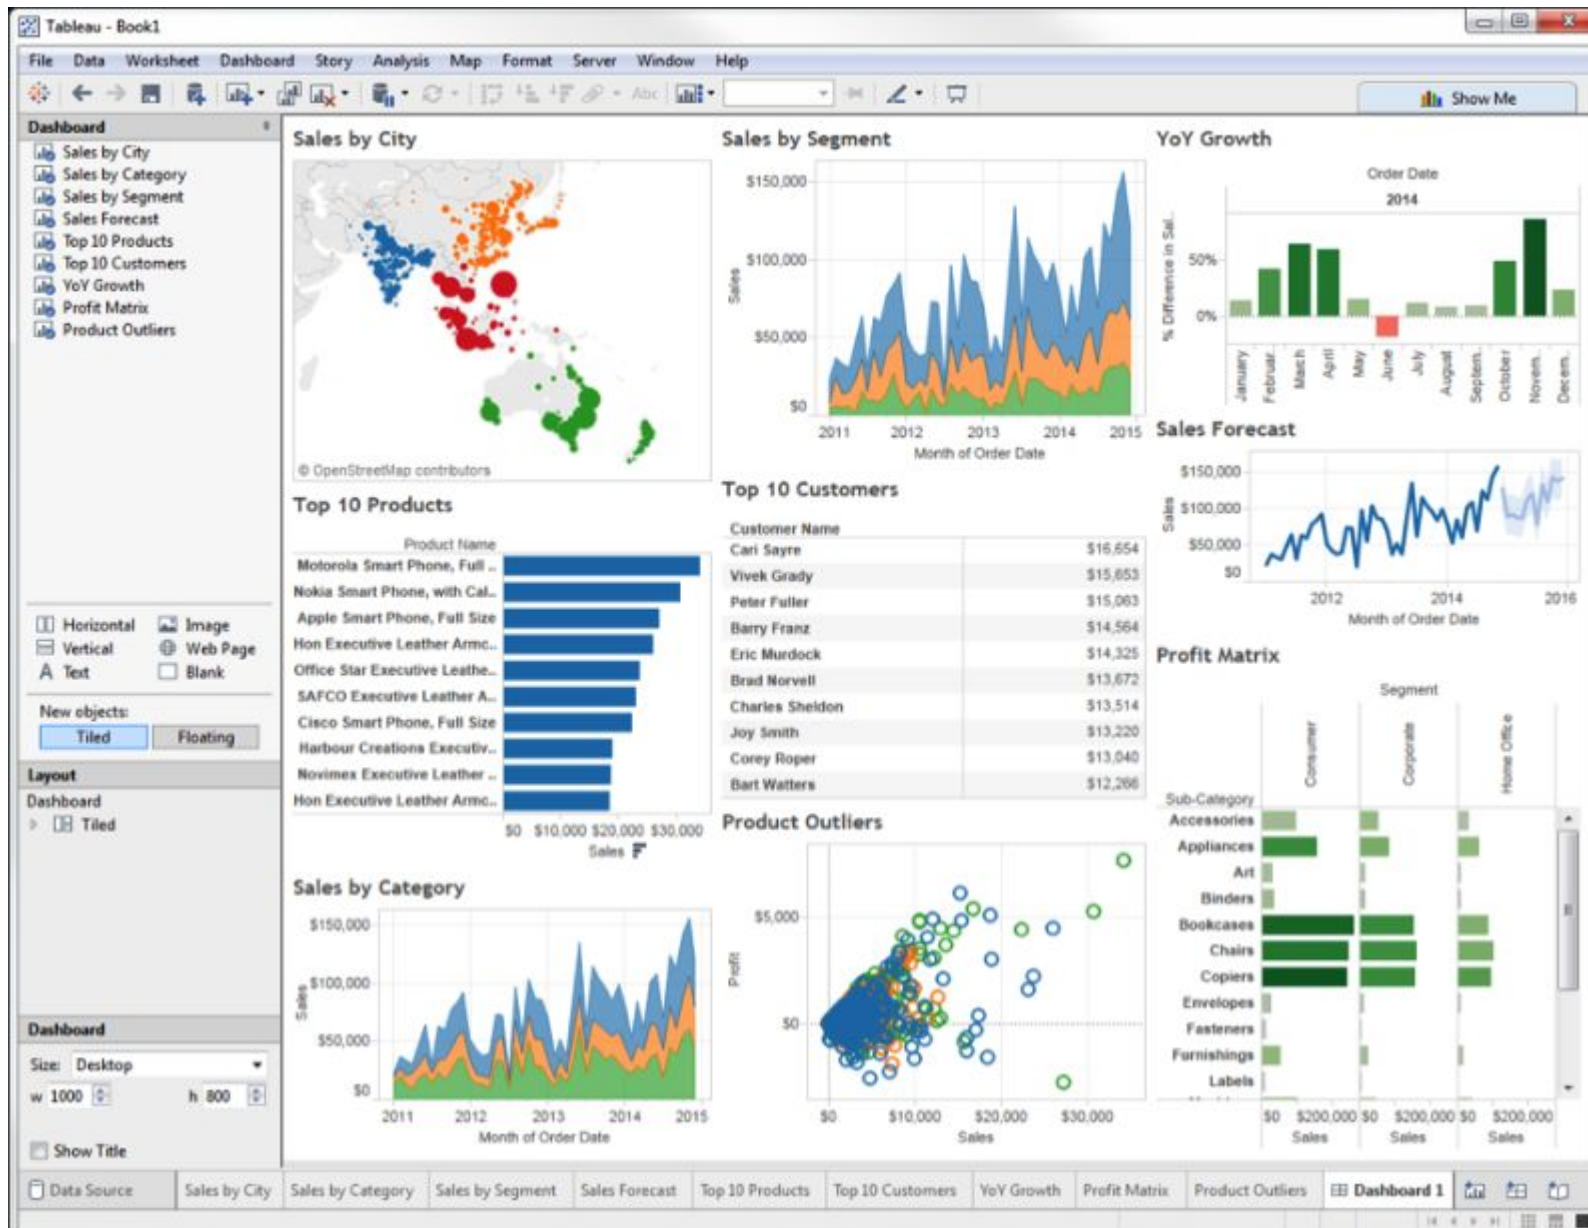 Tableau - Book1
File Data Worksheet Dashboard Story Analysis Map Format Server Window Help
Abc
Show Me
Dashboard
Sales by City
Sales by Category
Sales by Segment
Sales Forecast
Top 10 Products
Top 10 Customers
YoY Growth
Profit Matrix
Product Outliers
Horizontal Image
Vertical Web Page
A Text Blank
New objects:
Tiled Floating
Layout
Dashboard
Tiled
Dashboard
Size: Desktop
w 1000 h 800
Show Title
Sales by City
© OpenStreetMap contributors
Top 10 Products
Product Name
Motorola Smart Phone, Full ..
Nokia Smart Phone, with Cal..
Apple Smart Phone, Full Size
Hon Executive Leather Armc..
Office Star Executive Leathe..
SAFCO Executive Leather A..
Cisco Smart Phone, Full Size
Harbour Creations Executiv..
Novimex Executive Leather ..
Hon Executive Leather Armc..
$0 $10,000 $20,000 $30,000
Sales
Sales by Category
$150,000
$100,000
$50,000
$0
Sales
2011 2012 2013 2014 2015
Month of Order Date
Sales by Segment
$150,000
$100,000
$50,000
$0
Sales
2011 2012 2013 2014 2015
Month of Order Date
Top 10 Customers
Customer Name
Cari Sayre $16,654
Vivek Grady $15,653
Peter Fuller $15,063
Barry Franz $14,564
Eric Murdock $14,325
Brad Norvell $13,672
Charles Sheldon $13,514
Joy Smith $13,220
Corey Roper $13,040
Bart Watters $12,266
Product Outliers
$5,000
$0
Profit
$0 $10,000 $20,000 $30,000
Sales
YoY Growth
Order Date
2014
% Difference in Sal..
50%
0%
January Februar.. March April May June July August Septem.. October Novem.. Decem..
Sales Forecast
$150,000
$100,000
$50,000
$0
Sales
2012 2014 2016
Month of Order Date
Profit Matrix
Segment
Consumer Corporate Home Office
Sub-Category
Accessories
Appliances
Art
Binders
Bookcases
Chairs
Copiers
Envelopes
Fasteners
Furnishings
Labels
$0 $200,000 $0 $200,000 $0 $200,000
Sales Sales Sales
Data Source Sales by City Sales by Category Sales by Segment Sales Forecast Top 10 Products Top 10 Customers YoY Growth Profit Matrix Product Outliers Dashboard 1